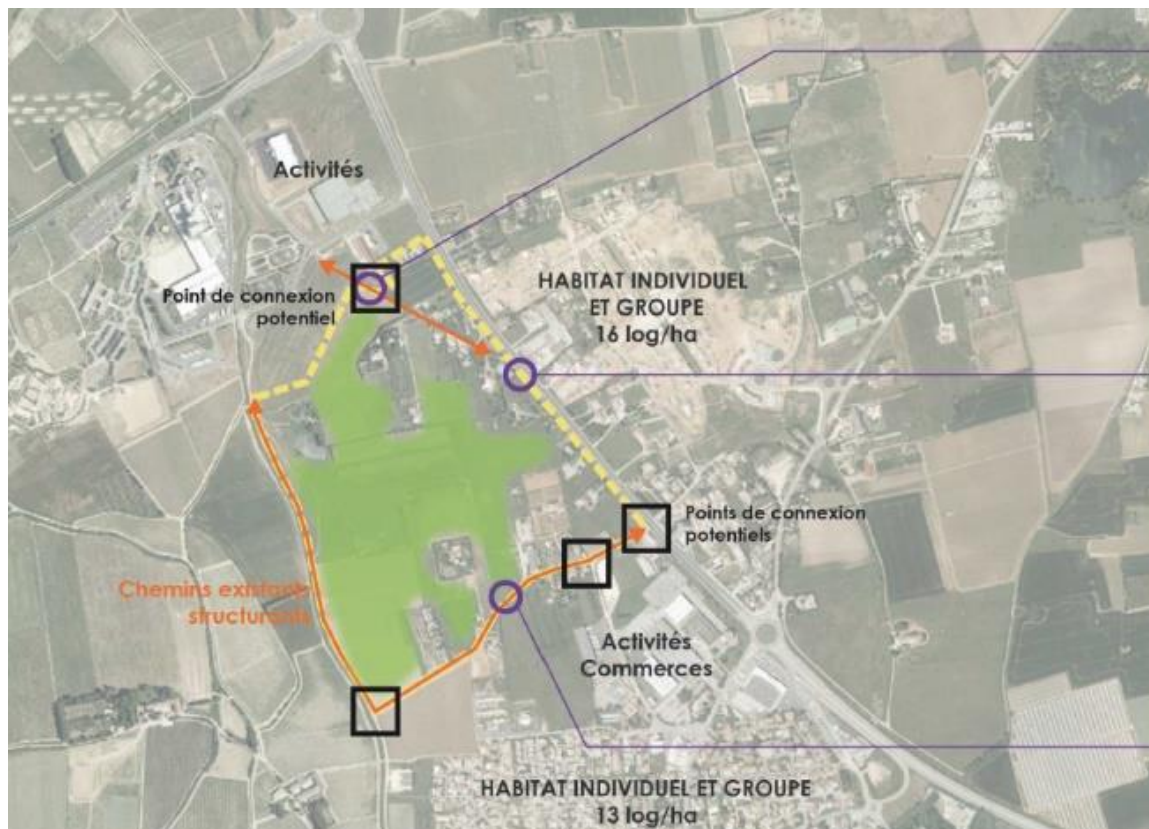 Activités
Point de connexion
potentiel
HABITAT INDIVIDUEL
ET GROUPE
16 log/ha
Points de connexion
potentiels
Chemins existants
structurants
Activités
Commerces
HABITAT INDIVIDUEL ET GROUPE
13 log/ha